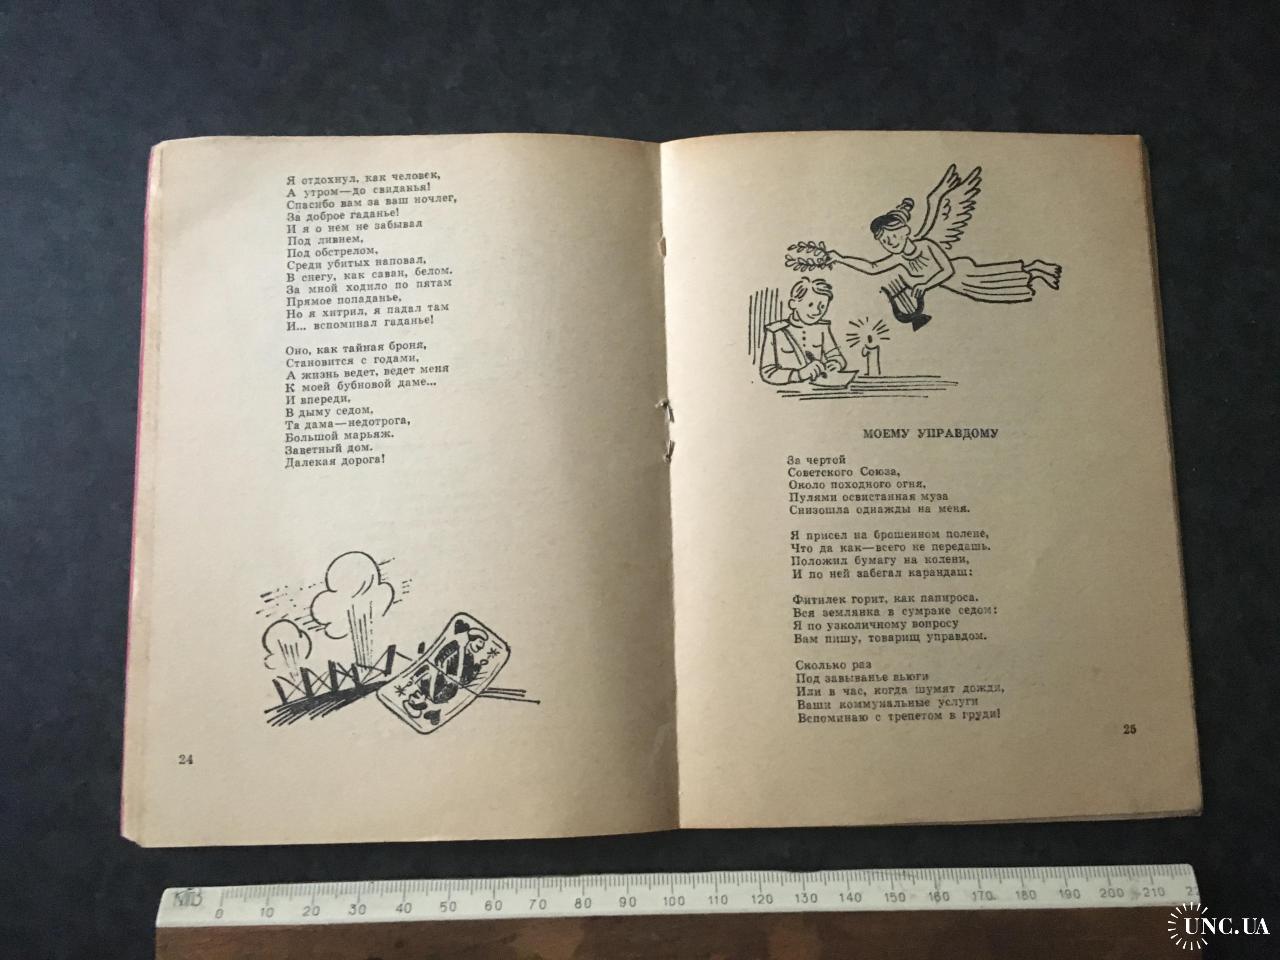 Я отдохнул, как человек,
А утром—до свиданья!
Спасибо вам за ваш ночлег,
За доброе гаданье!
И я о нем не забывал
Под ливнем,
Под обстрелом,
Среди убитых наповал,
В снегу, как саван, белом.
За мной ходило по пятам
Прямое попаданье,
Но я хитрил, я падал там
И... вспоминал гаданье!
Оно, как тайная броня,
Становится с годами,
А жизнь ведет, ведет меня
К моей бубновой даме...
И впереди,
В дыму седом,
Та дама—недотрога,
Большой марьяж.
Заветный дом.
Далекая дорога!
24
МОЕМУ УПРАВДОМУ
За чертой
Советского Союза,
Около походного огня,
Пулями освистанная муза
Снизошла однажды на меня.
Я присел на брошенном полене,
Что да как—всего не передашь.
Положил бумагу на колени,
И по ней забегал карандаш:
Фитилек горит, как папироса.
Вся землянка в сумраке седом:
Я по узколичному вопросу
Вам пишу, товарищ управдом.
Сколько раз
Под завыванье вьюги
Или в час, когда шумят дожди,
Ваши коммунальные услуги
Вспоминаю с трепетом в груди!
25
0 10 20 30 40 50 60 70 80 90 100 110 120 130 140 150 160 170 180 190 200 210
UNC.UA